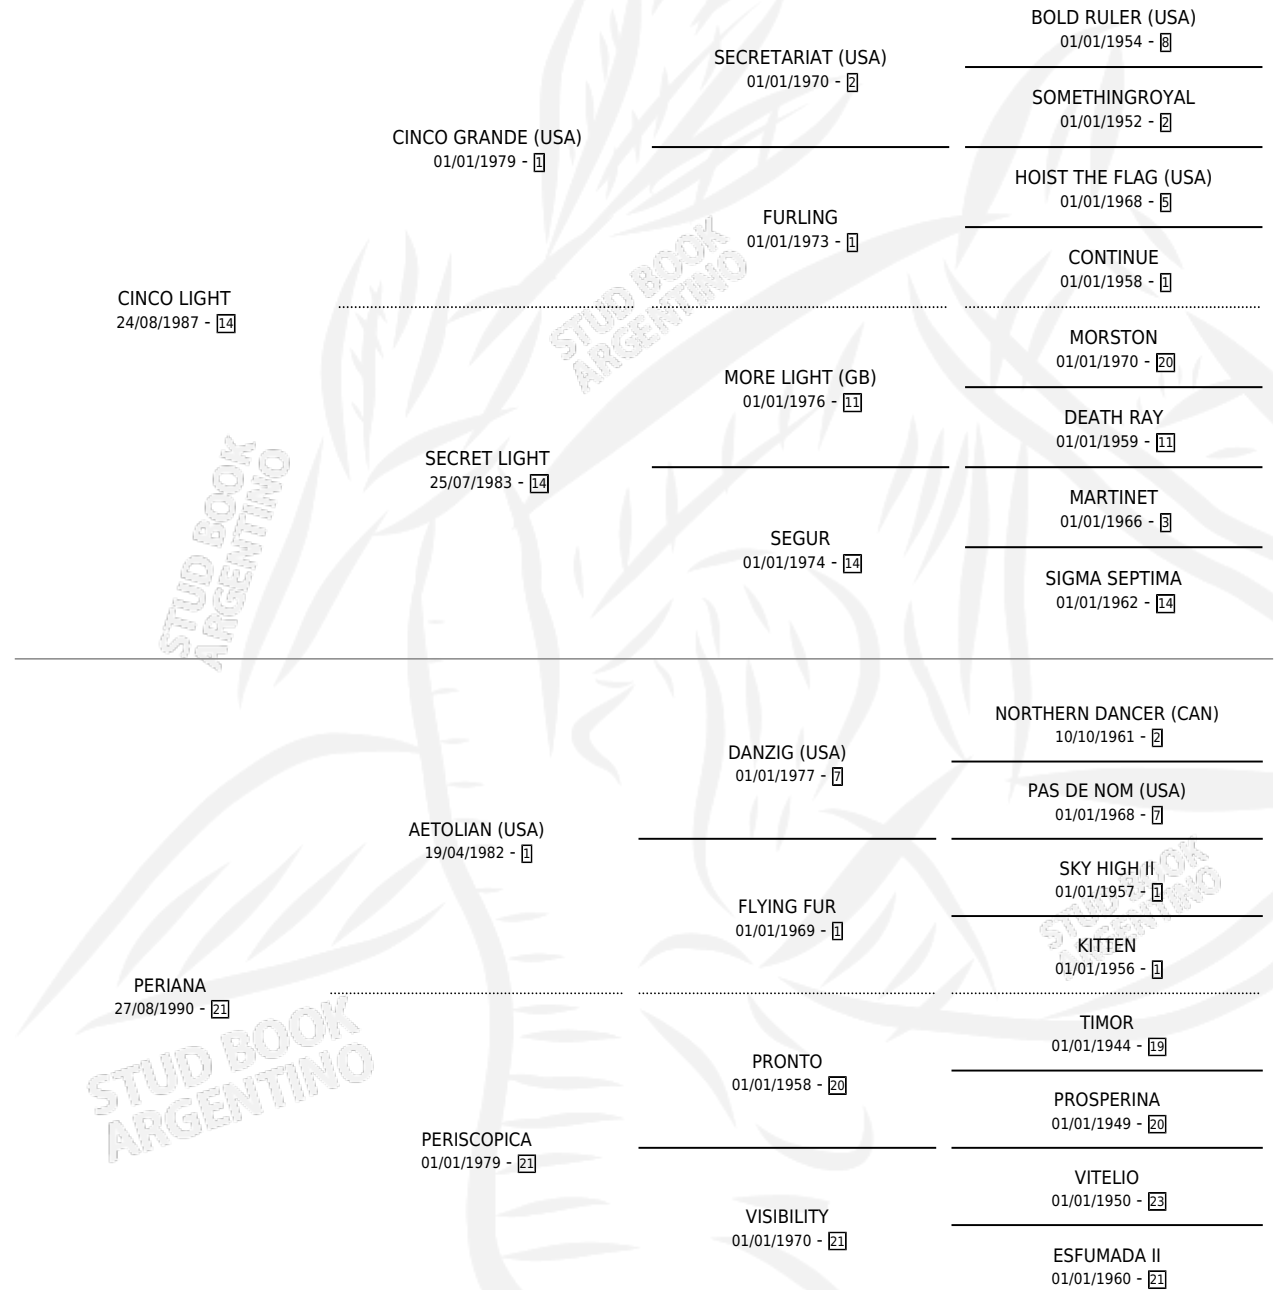 BOLD RULER (USA)
01/01/1954 - 8
SECRETARIAT (USA)
01/01/1970 - 2
SOMETHINGROYAL
01/01/1952 - 2
CINCO GRANDE (USA)
01/01/1979 - 1
HOIST THE FLAG (USA)
01/01/1968 - 5
FURLING
01/01/1973 - 1
CONTINUE
01/01/1958 - 1
CINCO LIGHT
24/08/1987 - 14
MORSTON
01/01/1970 - 20
MORE LIGHT (GB)
01/01/1976 - 11
DEATH RAY
01/01/1959 - 11
SECRET LIGHT
25/07/1983 - 14
MARTINET
01/01/1966 - 3
SEGUR
01/01/1974 - 14
SIGMA SEPTIMA
01/01/1962 - 14
STUD BOOK
ARGENTINO
STUD BOOK
ARGENTINO
NORTHERN DANCER (CAN)
10/10/1961 - 2
DANZIG (USA)
01/01/1977 - 7
PAS DE NOM (USA)
01/01/1968 - 7
AETOLIAN (USA)
19/04/1982 - 1
SKY HIGH II
01/01/1957 - 1
FLYING FUR
01/01/1969 - 1
KITTEN
01/01/1956 - 1
PERIANA
27/08/1990 - 21
TIMOR
01/01/1944 - 19
PRONTO
01/01/1958 - 20
PROSPERINA
01/01/1949 - 20
PERISCOPICA
01/01/1979 - 21
VITELIO
01/01/1950 - 23
VISIBILITY
01/01/1970 - 21
ESFUMADA II
01/01/1960 - 21
STUD BOOK
ARGENTINO
STUD BOOK
ARGENTINO